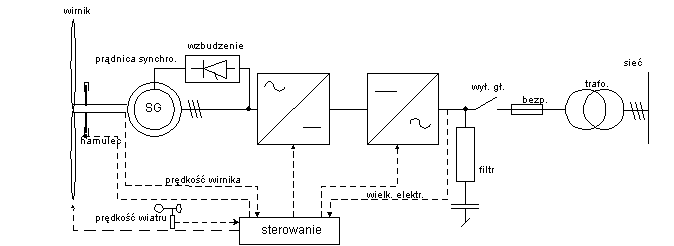 wirnik
wzbudzenie
prądnica synchro.
sieć
wył. gł.
trafo.
bezp.
SG
hamulec
filtr
prędkość wirnika
wielk. elektr.
prędkość wiatru
sterowanie